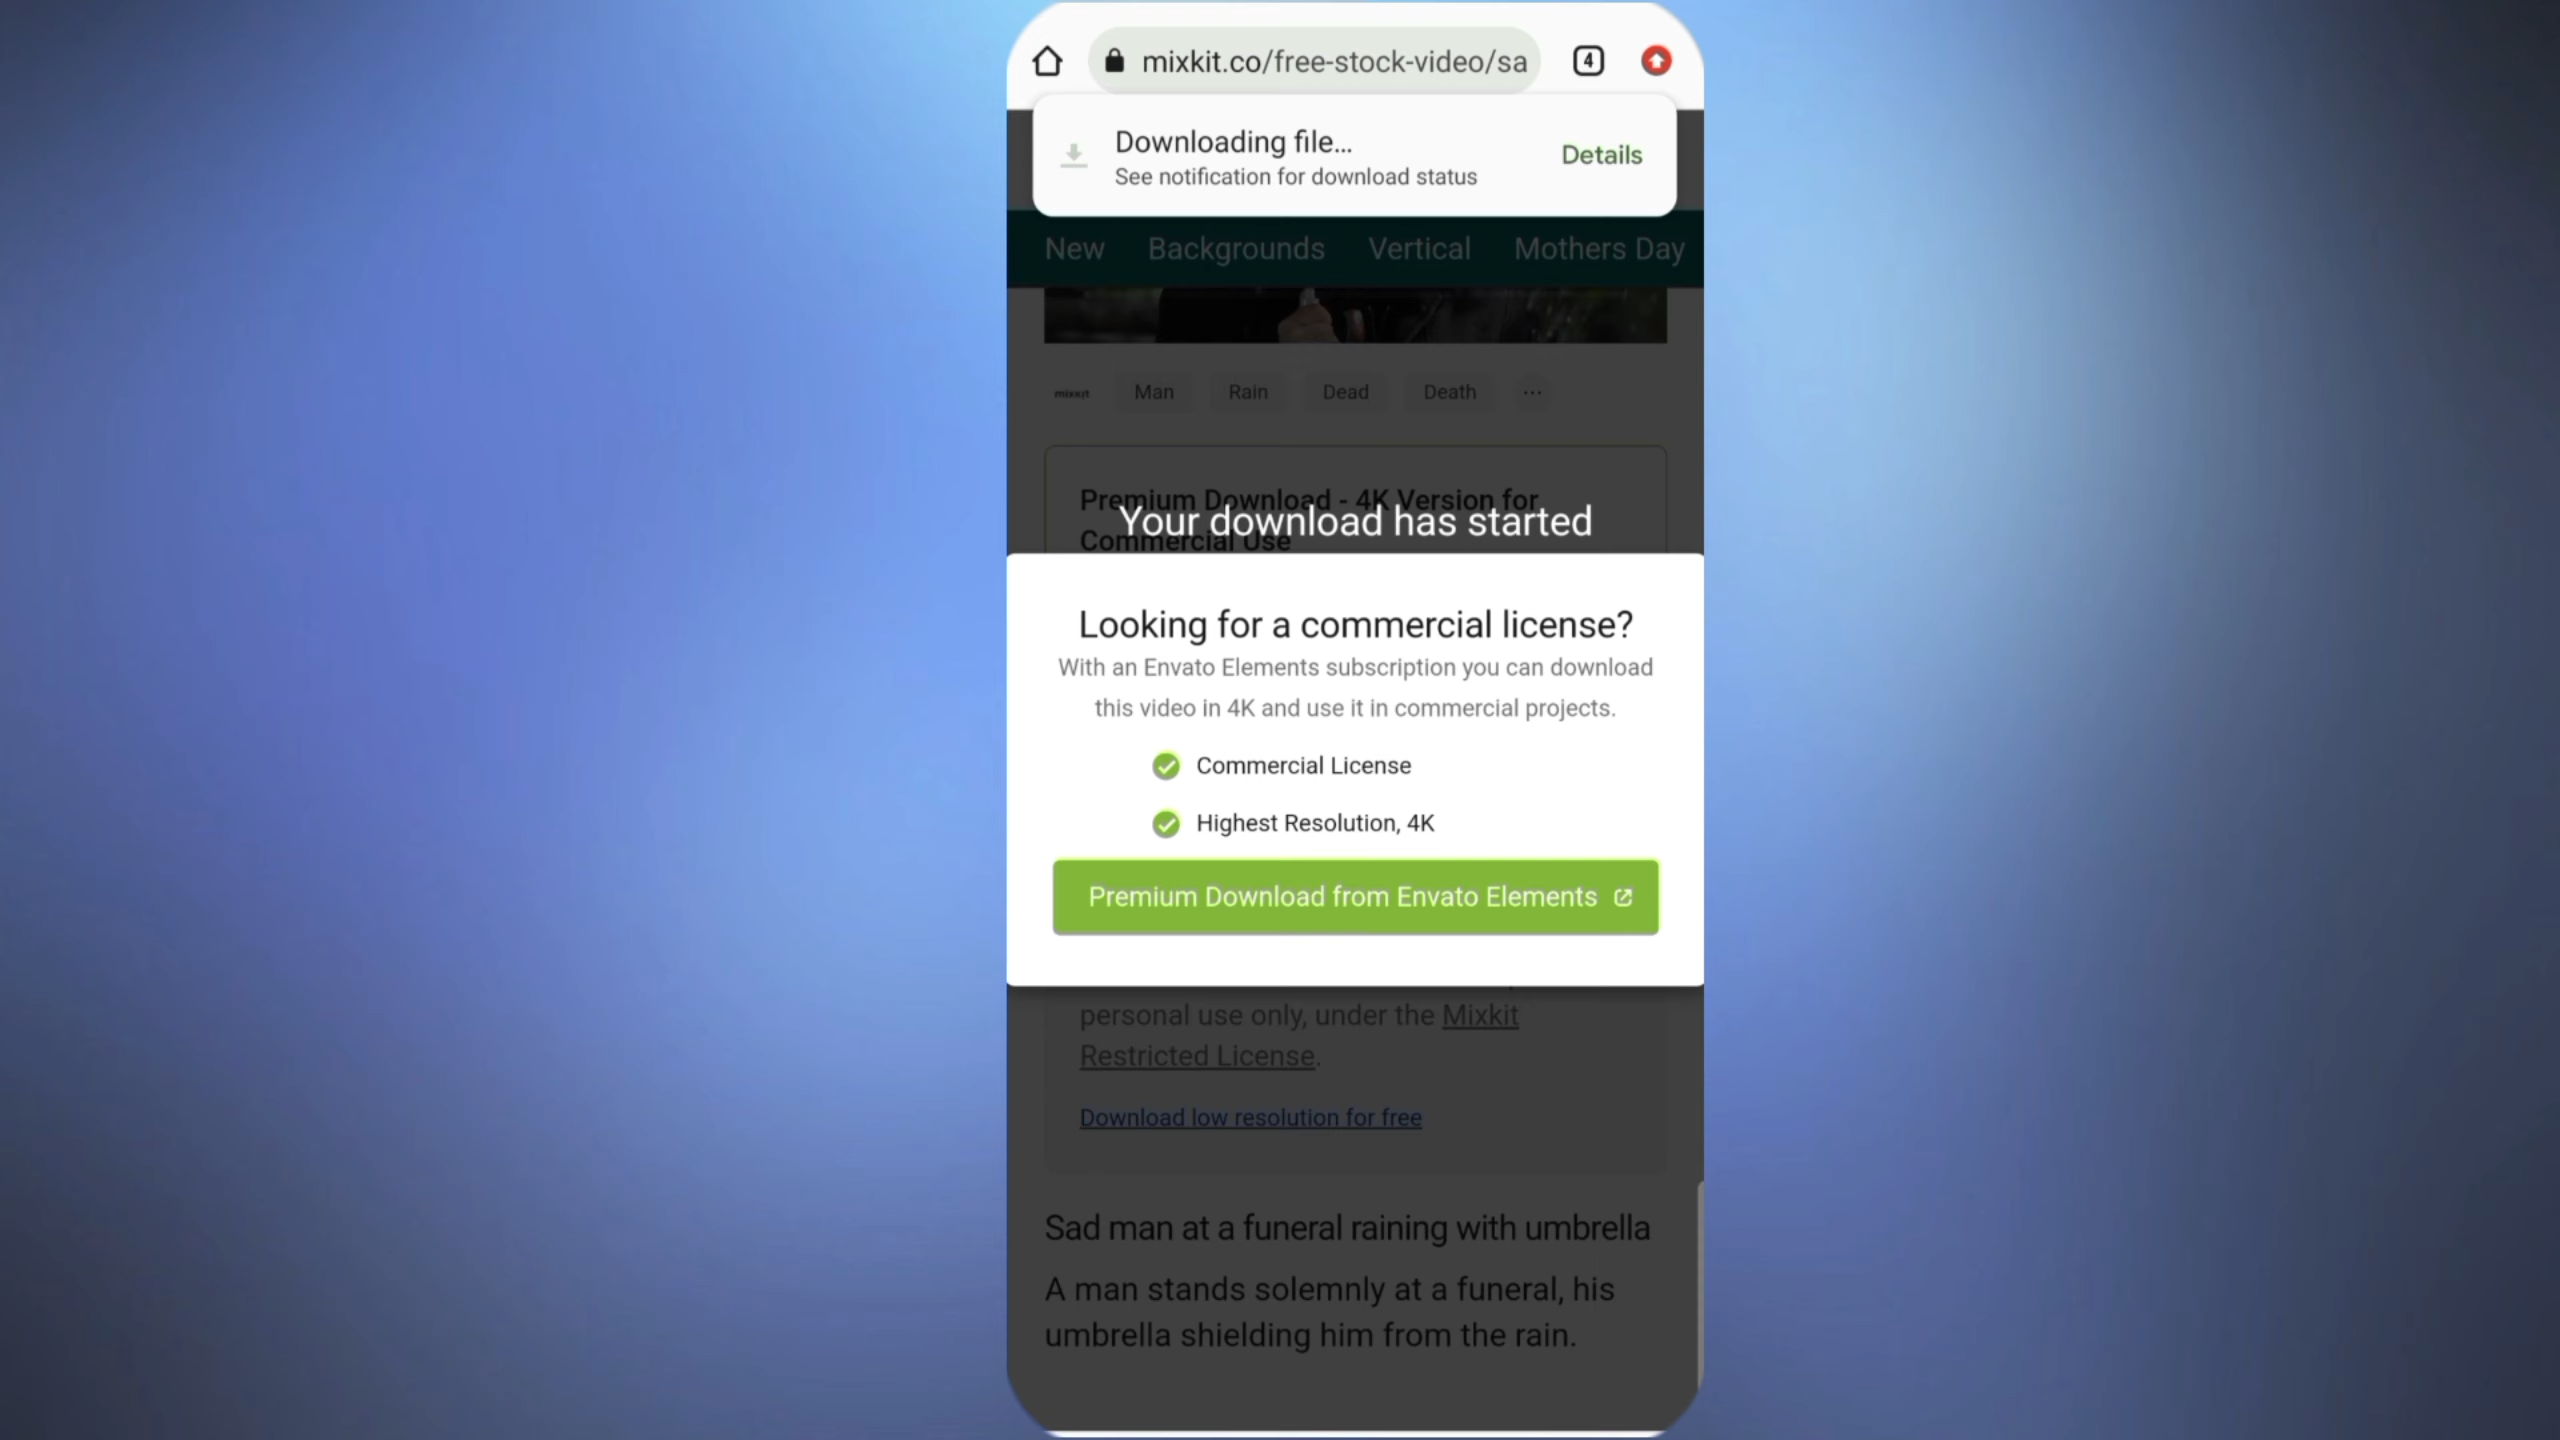 mixkit.co/free-stock-video/sa
4
Downloading file...
See notification for download status
Details
New Backgrounds Vertical Mothers Day
mixkit Man Rain Dead Death ...
Premium Download - 4K Version for
Commercial Use
Your download has started
Looking for a commercial license?
With an Envato Elements subscription you can download
this video in 4K and use it in commercial projects.
Commercial License
Highest Resolution, 4K
Premium Download from Envato Elements
personal use only, under the Mixkit
Restricted License.
Download low resolution for free
Sad man at a funeral raining with umbrella
A man stands solemnly at a funeral, his
umbrella shielding him from the rain.